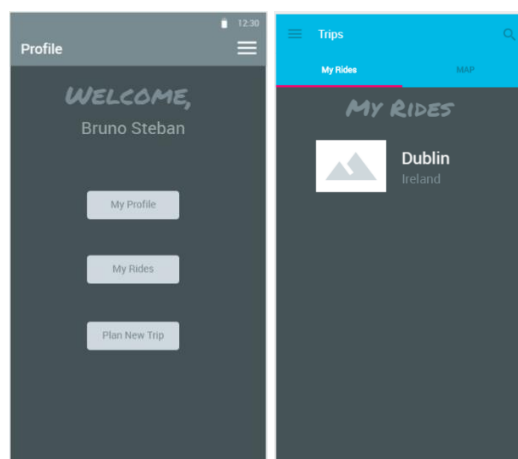 12:30
Profile
WELCOME,
Bruno Steban
My Profile
My Rides
Plan New Trip
Trips
My Rides
MAP
MY RIDES
Dublin
Ireland